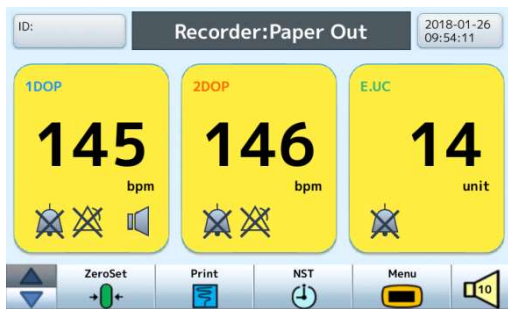 ID:
Recorder:Paper Out
2018-01-26
09:54:11
1DOP
145
bpm
2DOP
146
bpm
E.UC
14
unit
ZeroSet
Print
NST
Menu
10